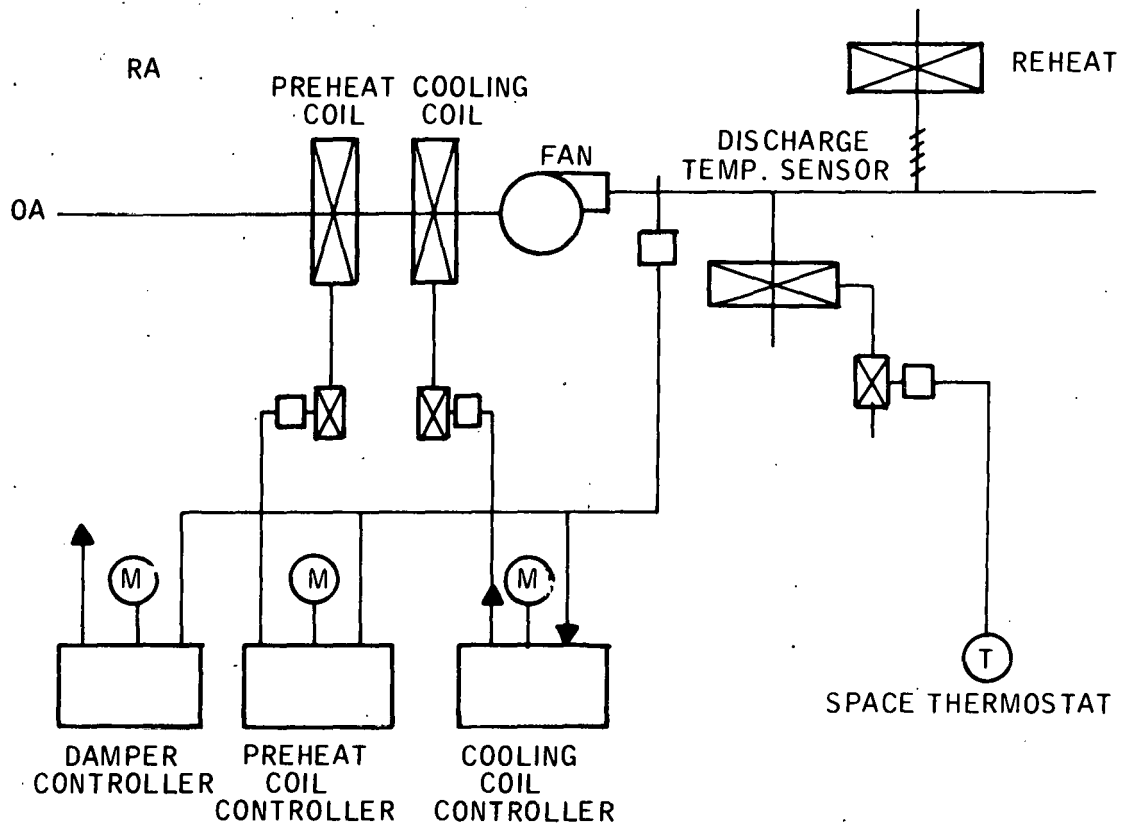 RA
REHEAT
PREHEAT COOLING
COIL COIL
DISCHARGE
TEMP. SENSOR
FAN
OA
M
M
M
T
SPACE THERMOSTAT
DAMPER
CONTROLLER
PREHEAT
COIL
CONTROLLER
COOLING
COIL
CONTROLLER